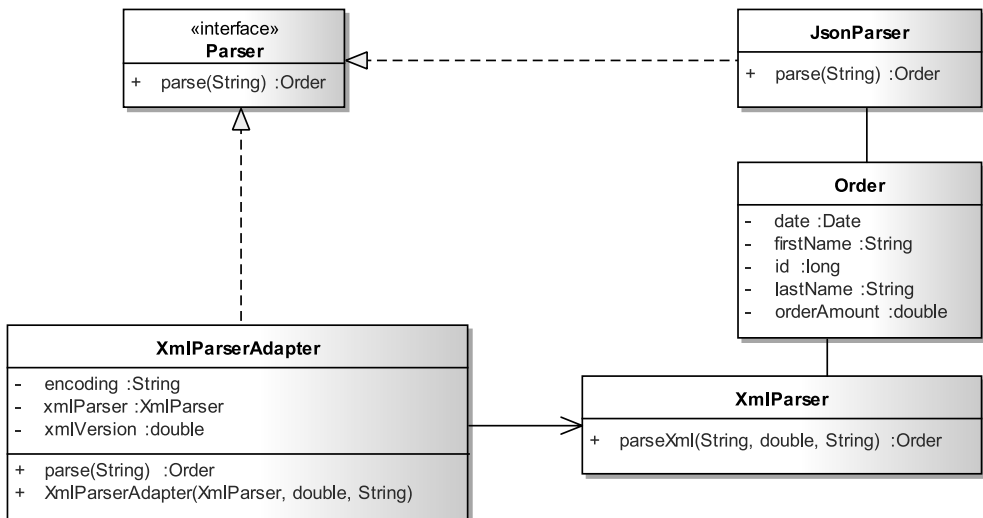 «interface»
Parser
+ parse(String) :Order
JsonParser
+ parse(String) :Order
Order
- date :Date
- firstName :String
- id :long
- lastName :String
- orderAmount :double
XmlParserAdapter
- encoding :String
- xmlParser :XmlParser
- xmlVersion :double
+ parse(String) :Order
+ XmlParserAdapter(XmlParser, double, String)
XmlParser
+ parseXml(String, double, String) :Order